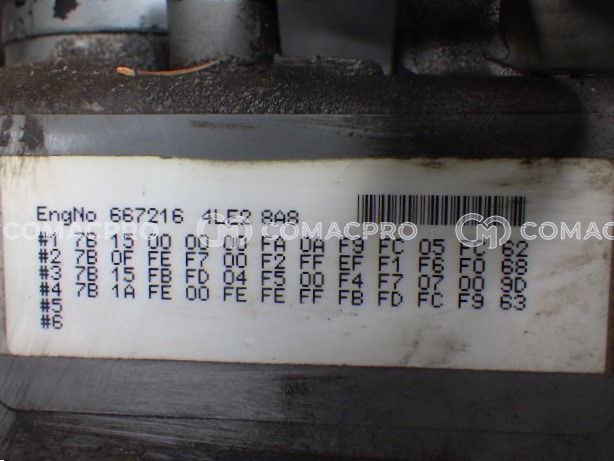 EngNo 667216 4LE2 8A8
#1 7B 15 00 00 00 FA 0A F9 FC 05 FC 62
#2 7B 0F FE F7 00 F2 FF EF F1 F6 F0 68
#3 7B 15 FB FD 04 F5 00 F4 F7 07 00 9D
#4 7B 1A FE 00 FE FE FF FB FD FC F9 63
#5
#6
COMACPRO COMACPRO COMAC